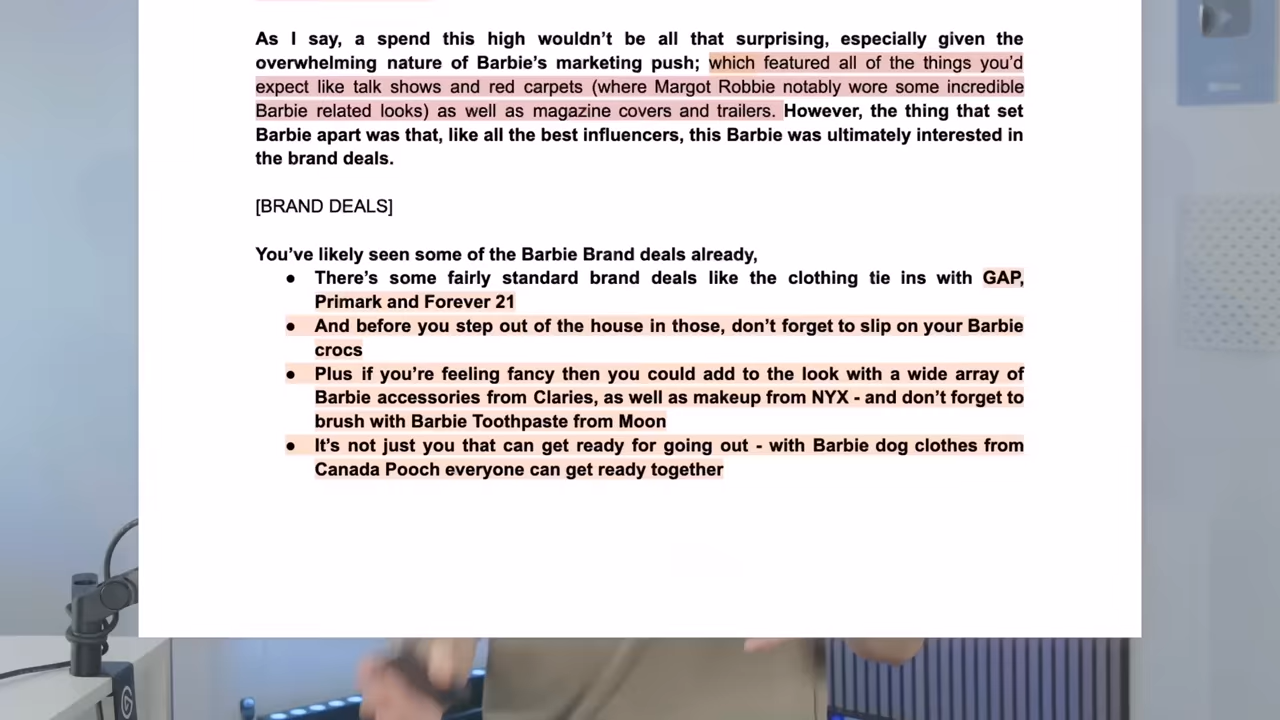 As I say, a spend this high wouldn't be all that surprising, especially given the
overwhelming nature of Barbie's marketing push; which featured all of the things you'd
expect like talk shows and red carpets (where Margot Robbie notably wore some incredible
Barbie related looks) as well as magazine covers and trailers. However, the thing that set
Barbie apart was that, like all the best influencers, this Barbie was ultimately interested in
the brand deals.
[BRAND DEALS]
You've likely seen some of the Barbie Brand deals already,
● There's some fairly standard brand deals like the clothing tie ins with GAP,
Primark and Forever 21
● And before you step out of the house in those, don't forget to slip on your Barbie
crocs
● Plus if you're feeling fancy then you could add to the look with a wide array of
Barbie accessories from Claries, as well as makeup from NYX - and don't forget to
brush with Barbie Toothpaste from Moon
● It's not just you that can get ready for going out - with Barbie dog clothes from
Canada Pooch everyone can get ready together